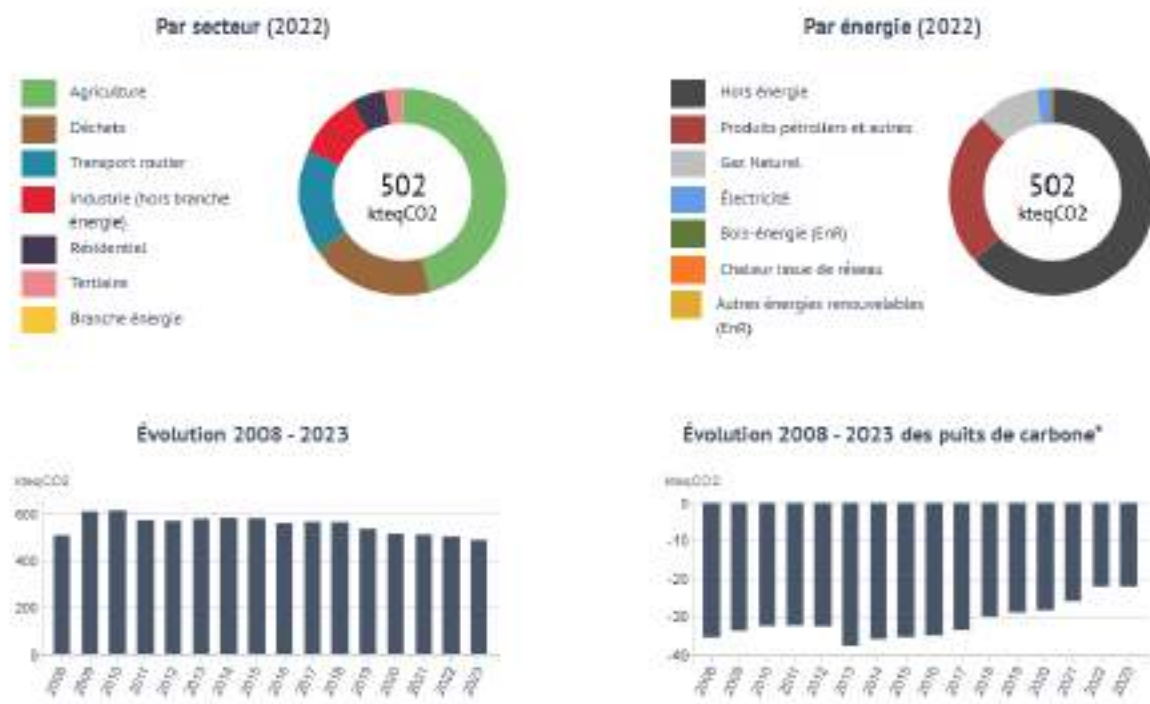 Par secteur (2022)
Agriculture
Déchets
Transport routier
Industrie (hors branche
énergie)
Résidentiel
Tertiaire
Branche énergie
502
kteqCO2
Par énergie (2022)
Hors énergie
Produits pétroliers et autres
Gaz Naturel
Électricité
Bois-énergie (EnR)
Chaleur issue de réseau
Autres énergies renouvelables
(EnR)
502
kteqCO2
Évolution 2008 - 2023
kteqCO2
600
400
200
0
2008 2009 2010 2011 2012 2013 2014 2015 2016 2017 2018 2019 2020 2021 2022 2023
Évolution 2008 - 2023 des puits de carbone*
kteqCO2
0
-10
-20
-30
-40
2008 2009 2010 2011 2012 2013 2014 2015 2016 2017 2018 2019 2020 2021 2022 2023